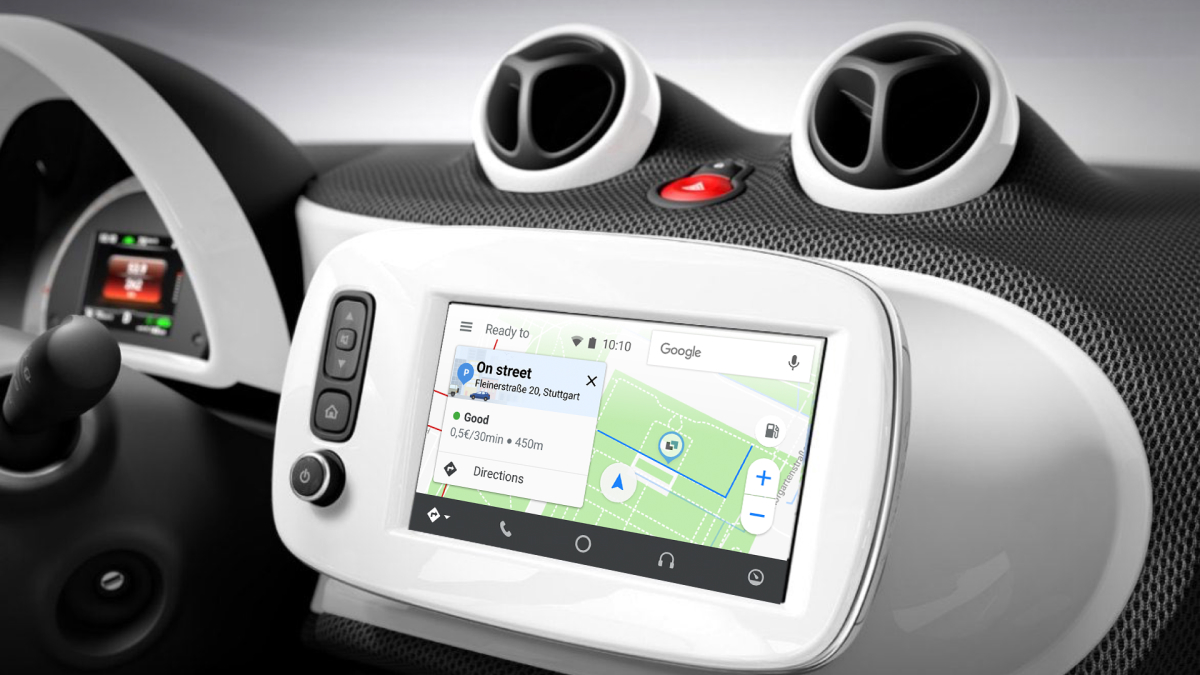 Ready to
10:10
Google
P
On street
Fleinerstraße 20, Stuttgart
Good
0,5€/30min • 450m
Directions
+
−